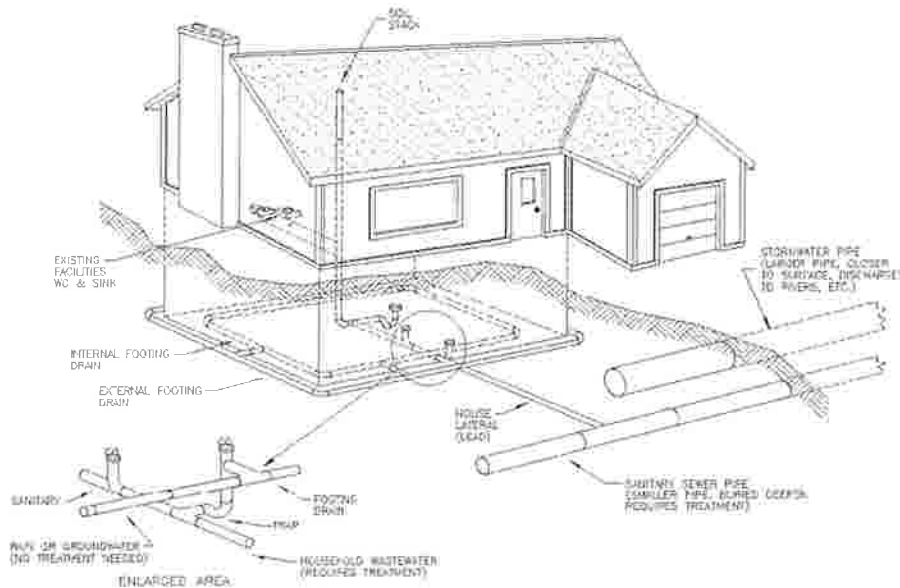 SOIL
STACK
EXISTING
FACILITIES
WC & SINK
INTERNAL FOOTING
DRAIN
EXTERNAL FOOTING
DRAIN
STORMWATER PIPE
(LARGER PIPE, CLOSER
TO SURFACE, DISCHARGES
TO RIVERS, ETC.)
HOUSE
LATERAL
(LEAD)
SANITARY SEWER PIPE
(SMALLER PIPE, BURIED DEEPER,
REQUIRES TREATMENT)
SANITARY
FOOTING
DRAIN
TRAP
RAIN OR GROUNDWATER
(NO TREATMENT NEEDED)
HOUSEHOLD WASTEWATER
(REQUIRES TREATMENT)
ENLARGED AREA